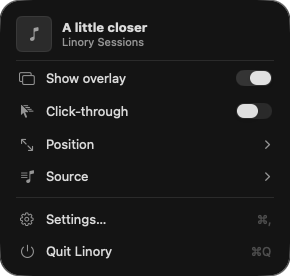 A little closer
Linory Sessions
Show overlay
Click-through
Position
Source
Settings... ⌘,
Quit Linory ⌘Q